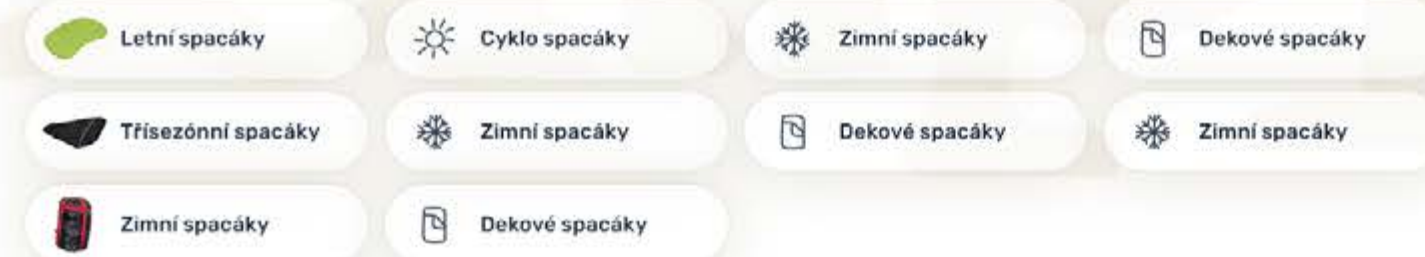 Letní spacáky
Cyklo spacáky
Zimní spacáky
Dekové spacáky
Třísezónní spacáky
Zimní spacáky
Dekové spacáky
Zimní spacáky
Zimní spacáky
Dekové spacáky